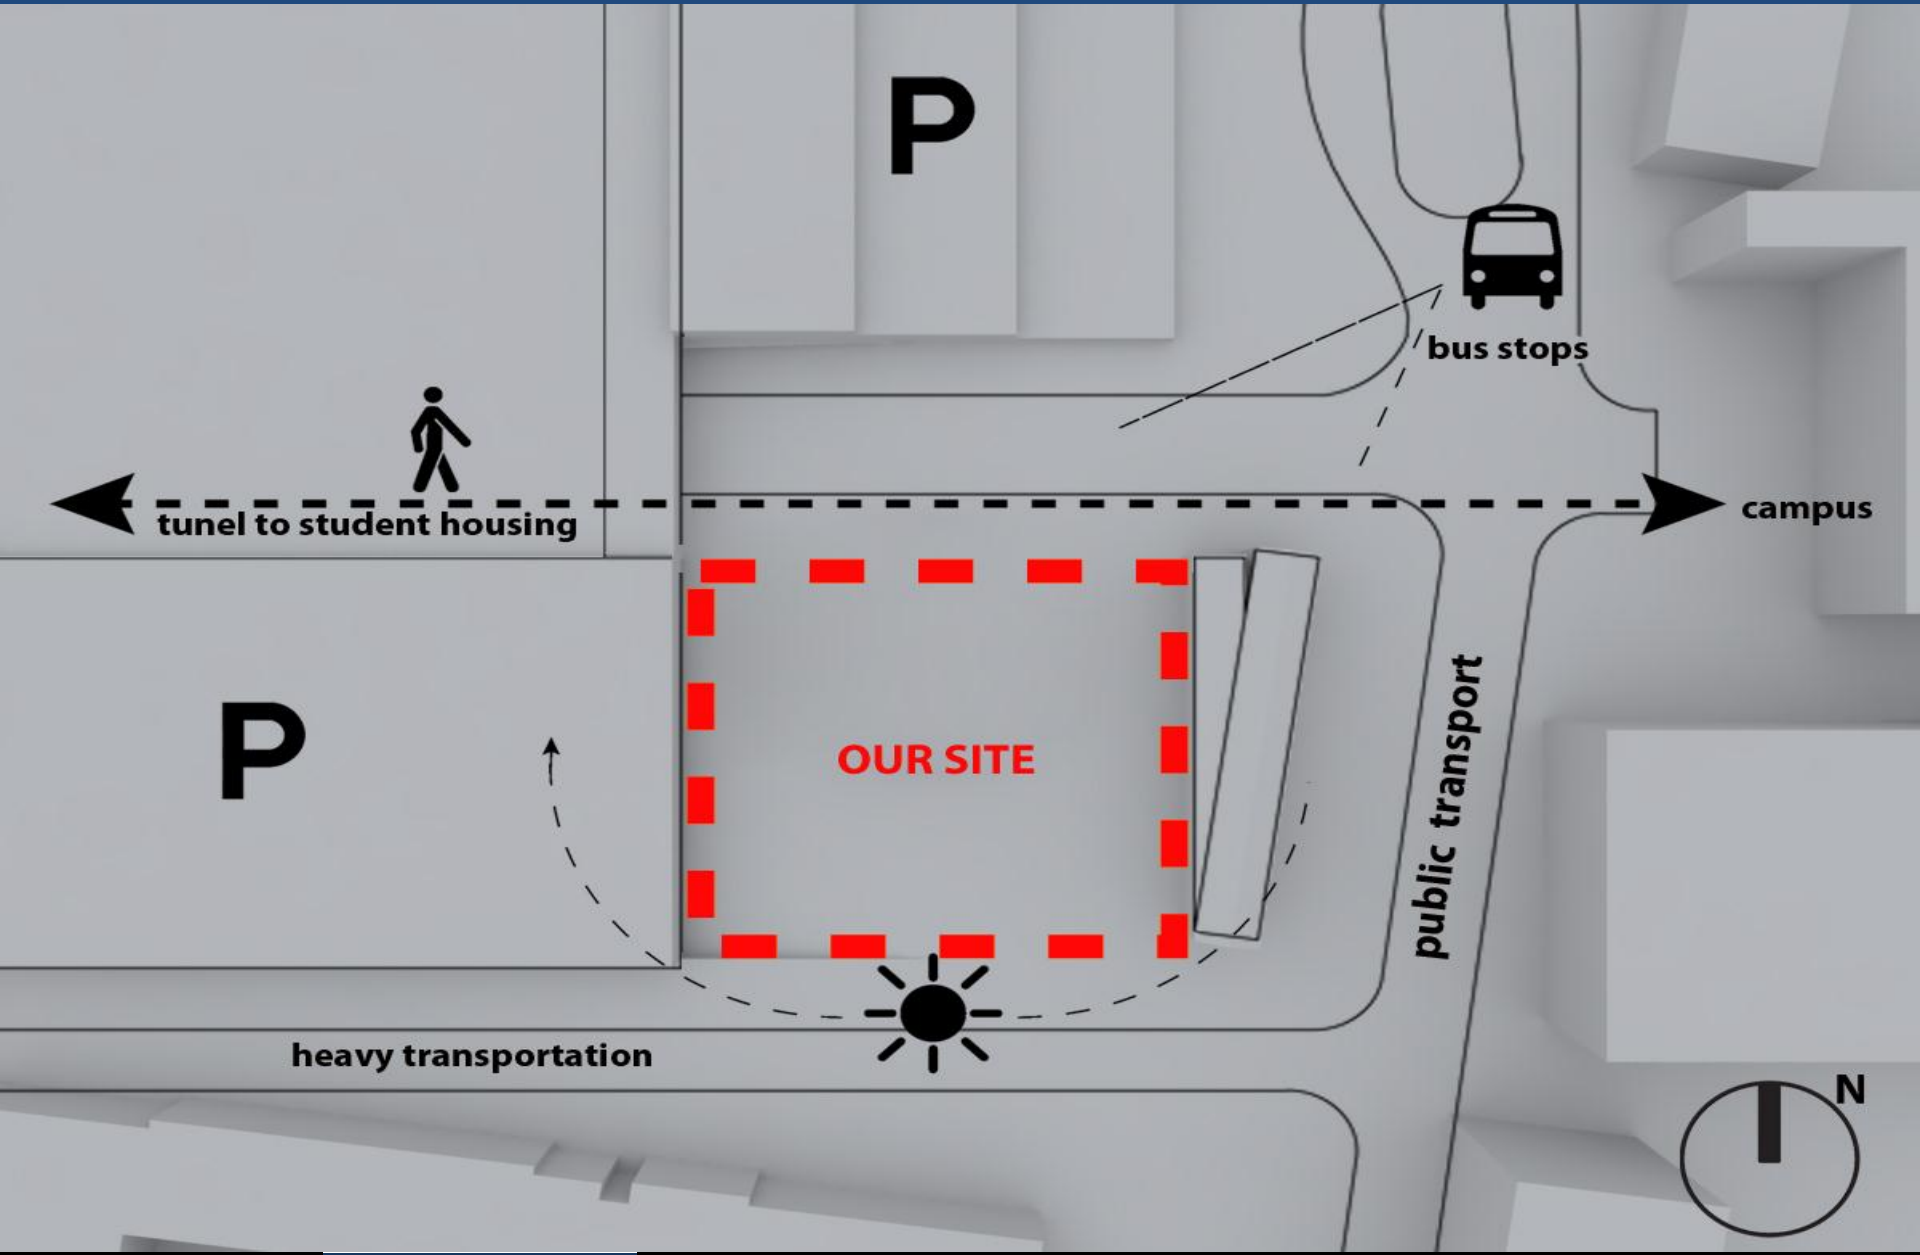 P
bus stops
tunel to student housing
campus
P
OUR SITE
public transport
heavy transportation
N